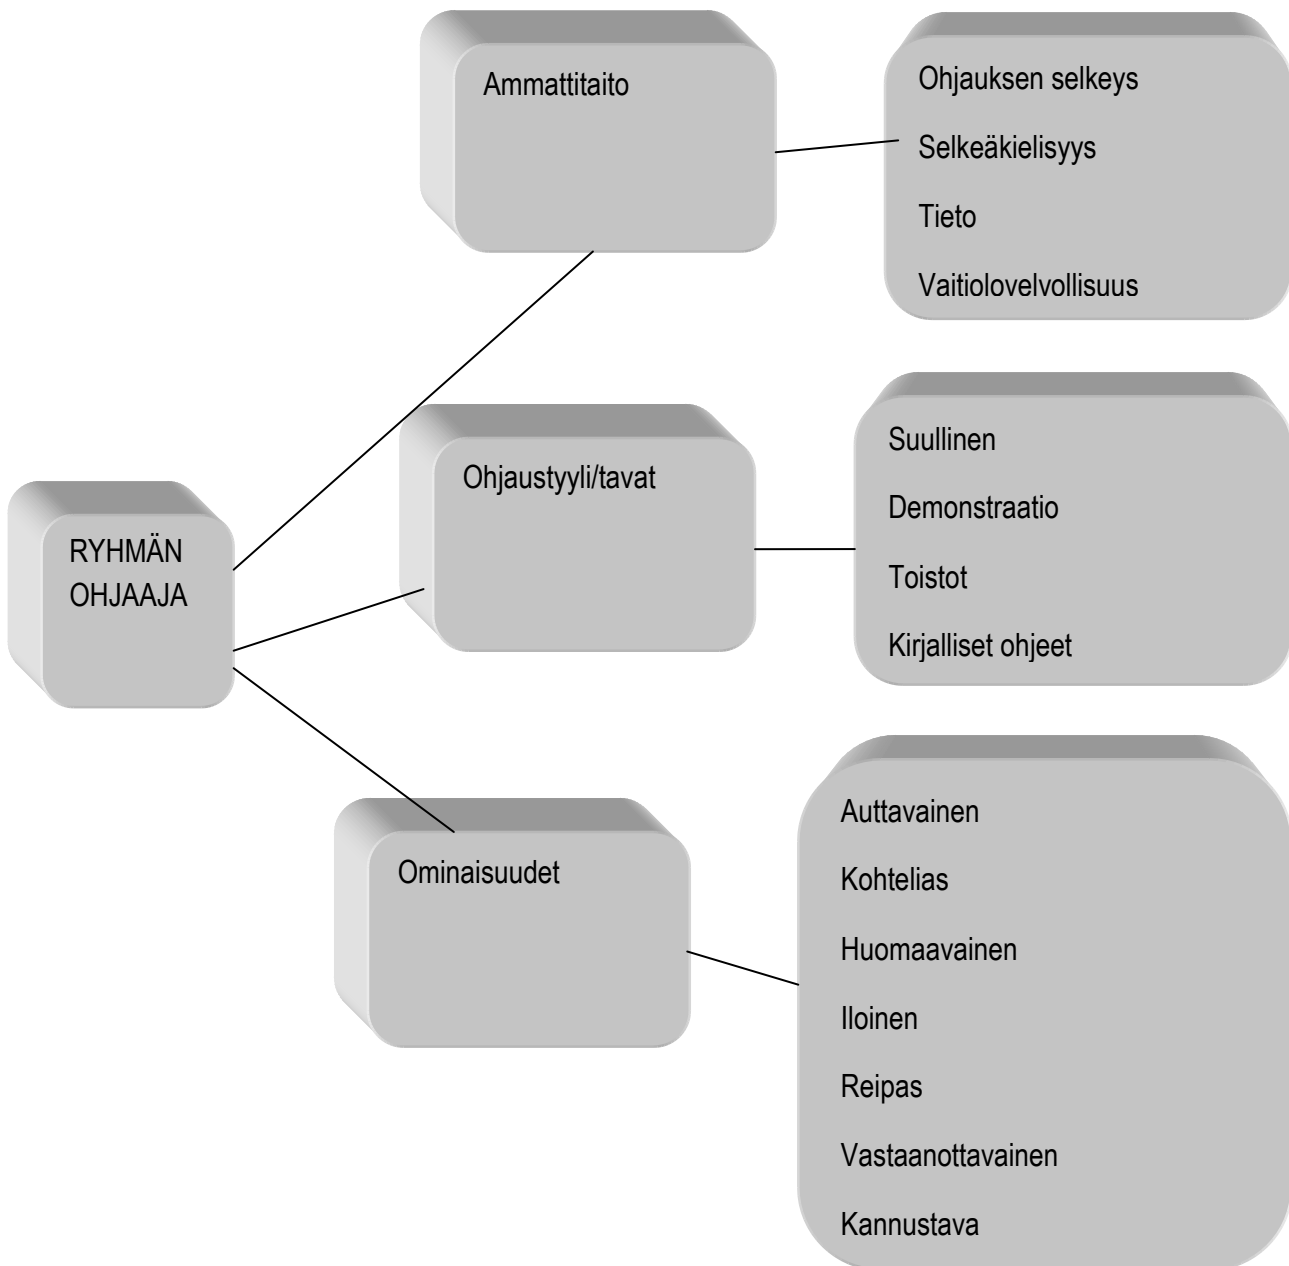 Ammattitaito
Ohjauksen selkeys
Selkeäkielisyys
Tieto
Vaitiolovelvollisuus
RYHMÄN
OHJAAJA
Ohjaustyyli/tavat
Suullinen
Demonstraatio
Toistot
Kirjalliset ohjeet
Ominaisuudet
Auttavainen
Kohtelias
Huomaavainen
Iloinen
Reipas
Vastaanottavainen
Kannustava